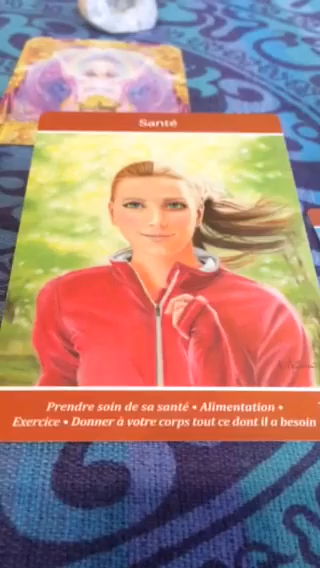 Santé
Prendre soin de sa santé • Alimentation •
Exercice • Donner à votre corps tout ce dont il a besoin